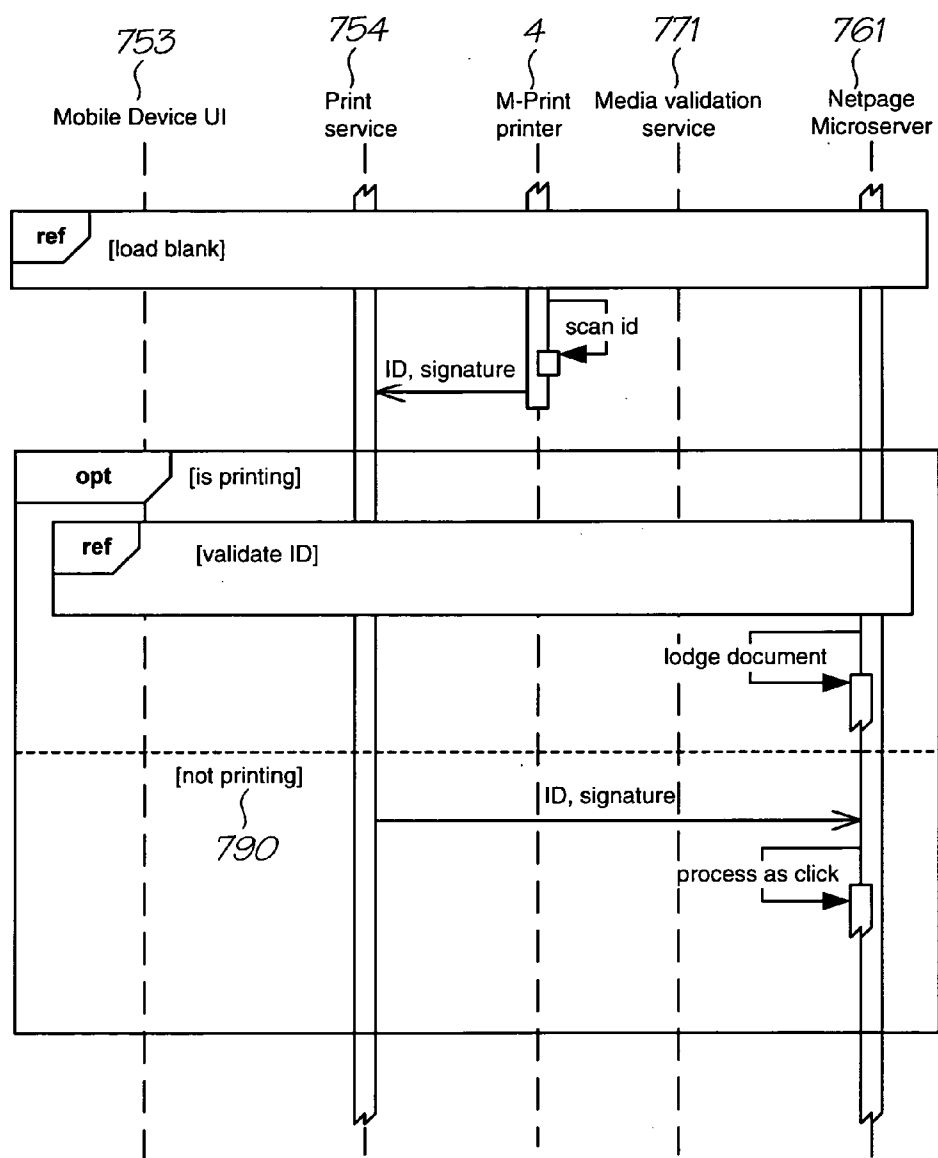 753
754
4
771
761
Mobile Device UI
Print
service
M-Print
printer
Media validation
service
Netpage
Microserver
ref
[load blank]
scan id
ID, signature
opt
[is printing]
ref
[validate ID]
lodge document
[not printing]
790
ID, signature
process as click